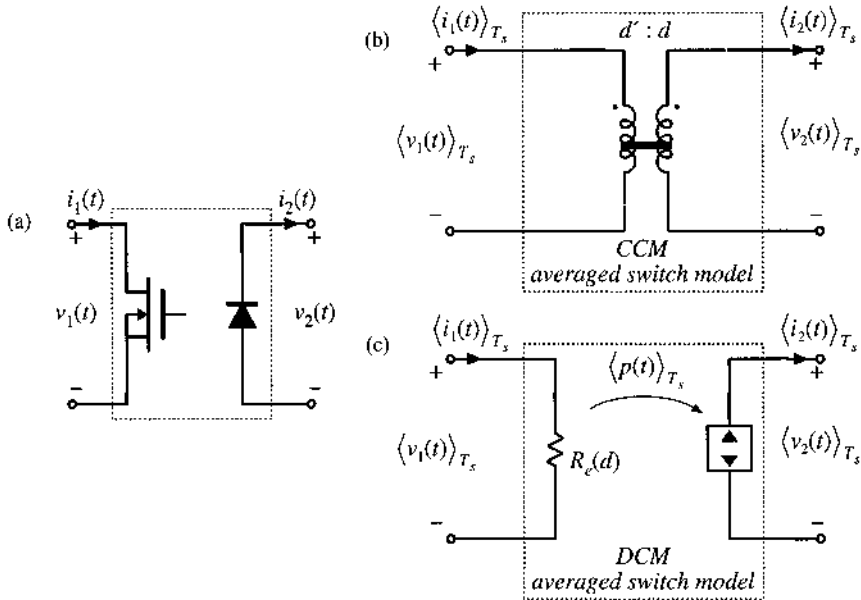 (a)
i₁(t)
i₂(t)
+
+
v₁(t)
v₂(t)
−
−
(b)
⟨i₁(t)⟩Tₛ
d′ : d
⟨i₂(t)⟩Tₛ
+
+
⟨v₁(t)⟩Tₛ
⟨v₂(t)⟩Tₛ
−
−
CCM
averaged switch model
(c)
⟨i₁(t)⟩Tₛ
⟨i₂(t)⟩Tₛ
+
⟨p(t)⟩Tₛ
+
⟨v₁(t)⟩Tₛ
Rₑ(d)
⟨v₂(t)⟩Tₛ
−
−
DCM
averaged switch model